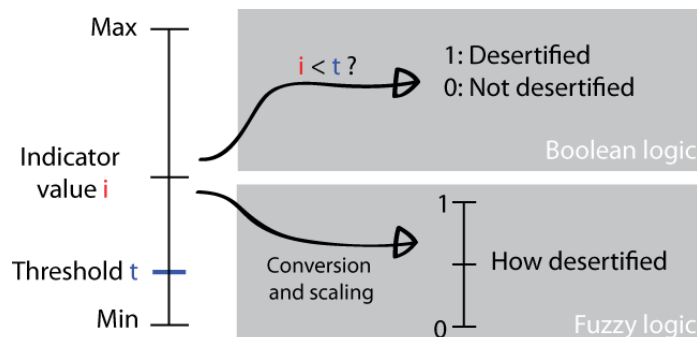 Max
Indicator
value i
Threshold t
Min
i < t ?
1: Desertified
0: Not desertified
Boolean logic
Conversion
and scaling
1
How desertified
0
Fuzzy logic